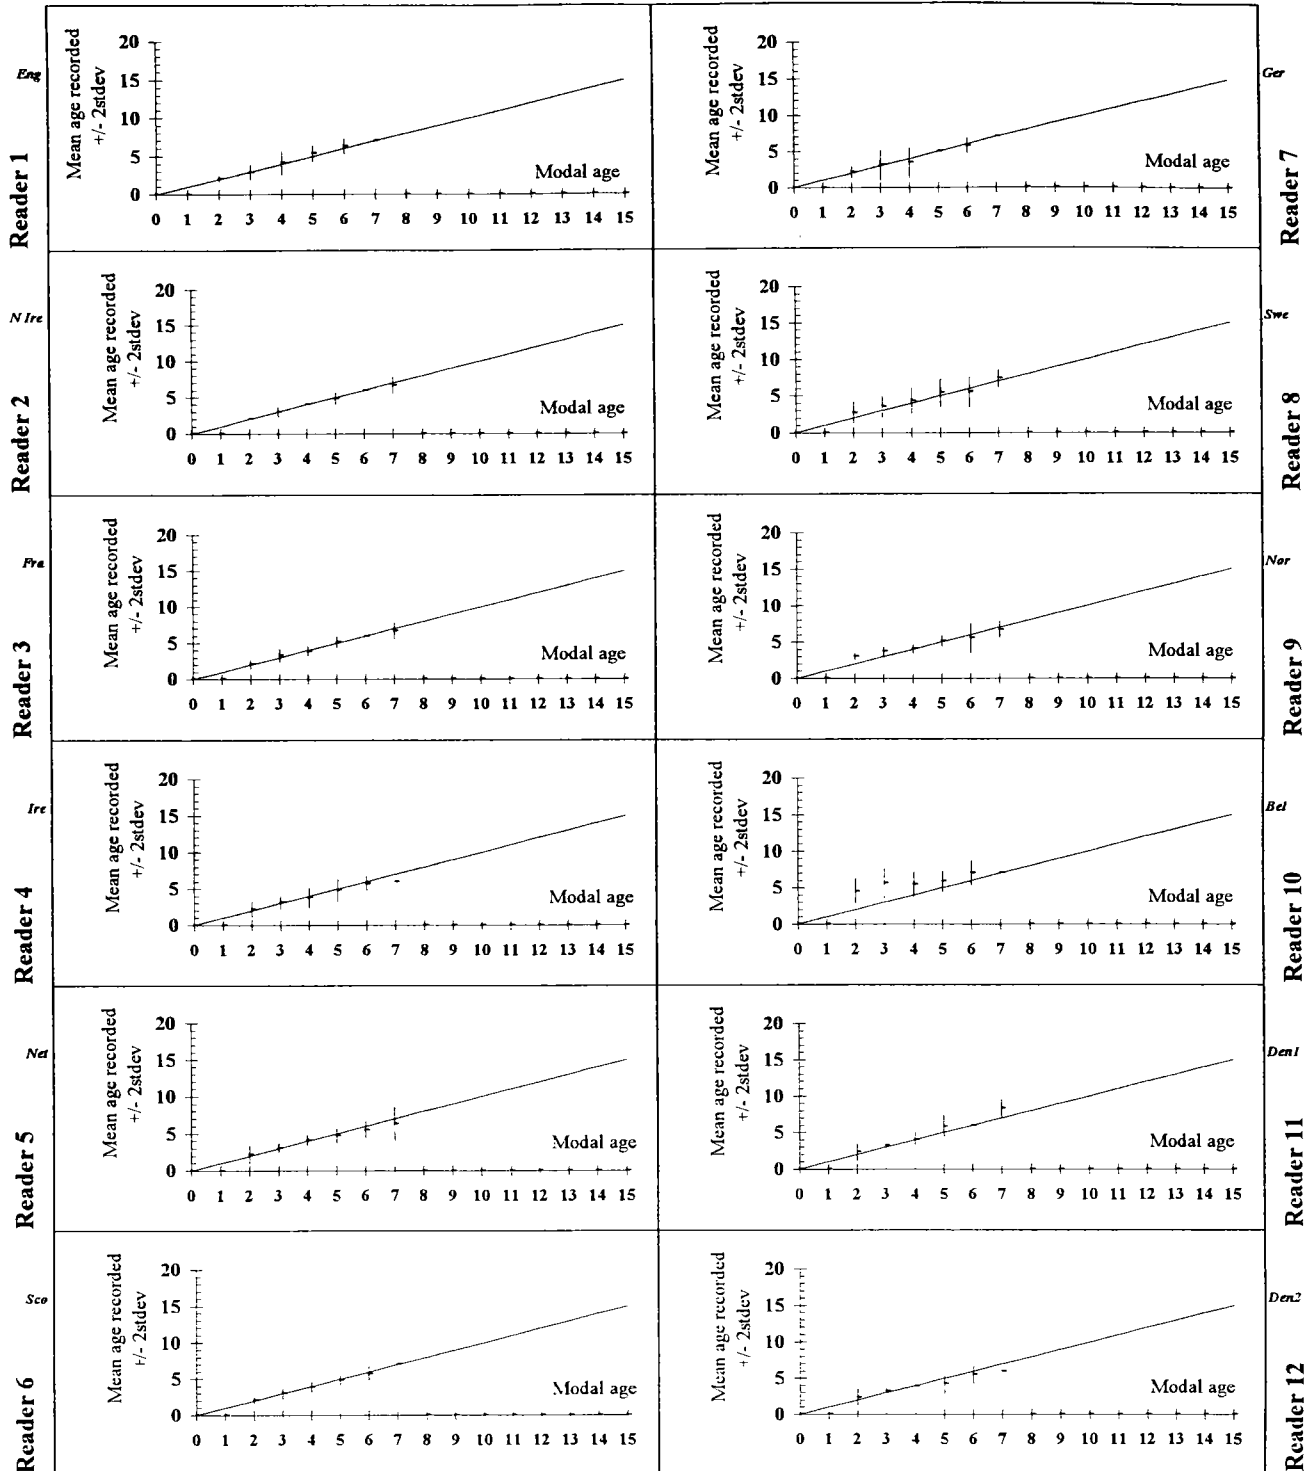 Reader 1
Eng
Mean age recorded
+/- 2stdev
20
15
10
5
0
Modal age
0 1 2 3 4 5 6 7 8 9 10 11 12 13 14 15
Reader 7
Ger
Mean age recorded
+/- 2stdev
20
15
10
5
0
Modal age
0 1 2 3 4 5 6 7 8 9 10 11 12 13 14 15
Reader 2
N Ire
Mean age recorded
+/- 2stdev
20
15
10
5
0
Modal age
0 1 2 3 4 5 6 7 8 9 10 11 12 13 14 15
Reader 8
Swe
Mean age recorded
+/- 2stdev
20
15
10
5
0
Modal age
0 1 2 3 4 5 6 7 8 9 10 11 12 13 14 15
Reader 3
Fra
Mean age recorded
+/- 2stdev
20
15
10
5
0
Modal age
0 1 2 3 4 5 6 7 8 9 10 11 12 13 14 15
Reader 9
Nor
Mean age recorded
+/- 2stdev
20
15
10
5
0
Modal age
0 1 2 3 4 5 6 7 8 9 10 11 12 13 14 15
Reader 4
Ire
Mean age recorded
+/- 2stdev
20
15
10
5
0
Modal age
0 1 2 3 4 5 6 7 8 9 10 11 12 13 14 15
Reader 10
Bel
Mean age recorded
+/- 2stdev
20
15
10
5
0
Modal age
0 1 2 3 4 5 6 7 8 9 10 11 12 13 14 15
Reader 5
Net
Mean age recorded
+/- 2stdev
20
15
10
5
0
Modal age
0 1 2 3 4 5 6 7 8 9 10 11 12 13 14 15
Reader 11
Den1
Mean age recorded
+/- 2stdev
20
15
10
5
0
Modal age
0 1 2 3 4 5 6 7 8 9 10 11 12 13 14 15
Reader 6
Sco
Mean age recorded
+/- 2stdev
20
15
10
5
0
Modal age
0 1 2 3 4 5 6 7 8 9 10 11 12 13 14 15
Reader 12
Den2
Mean age recorded
+/- 2stdev
20
15
10
5
0
Modal age
0 1 2 3 4 5 6 7 8 9 10 11 12 13 14 15